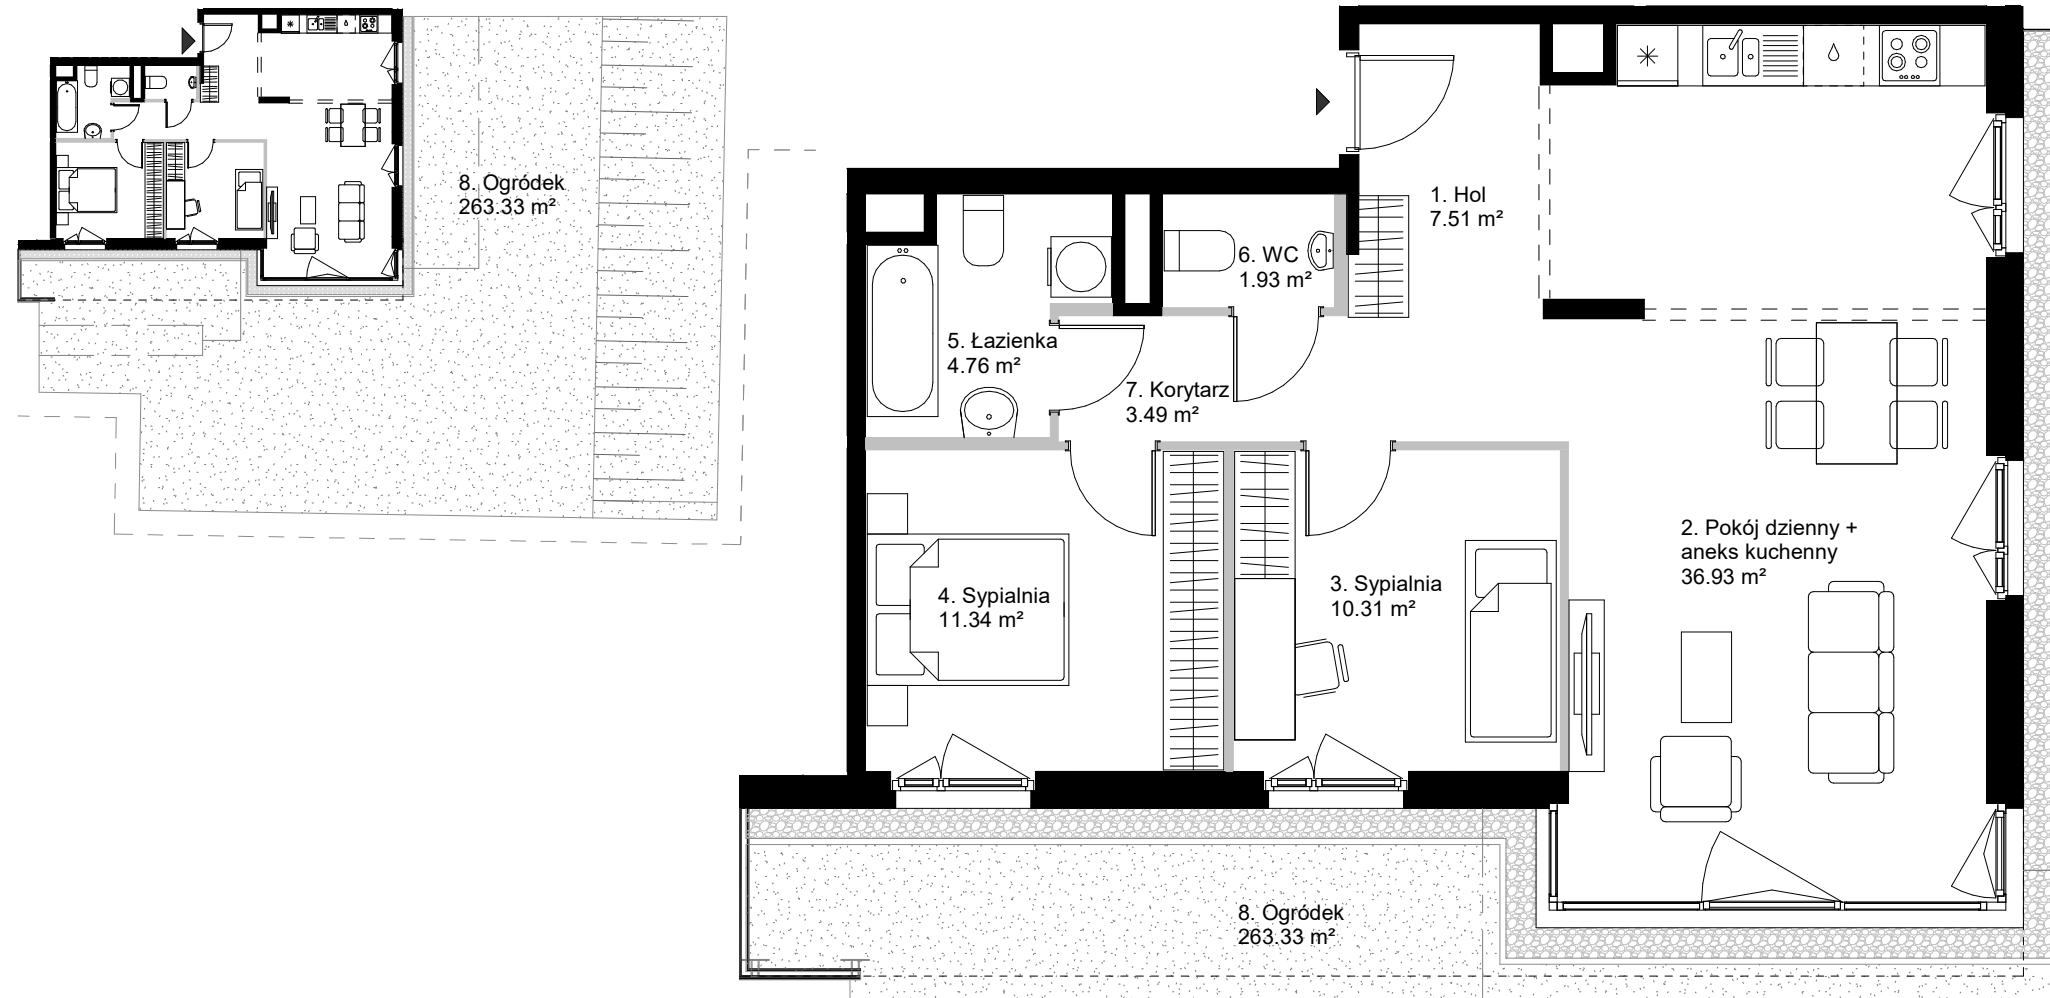 8. Ogródek
263.33 m²
1. Hol
7.51 m²
6. WC
1.93 m²
5. Łazienka
4.76 m²
7. Korytarz
3.49 m²
2. Pokój dzienny +
aneks kuchenny
36.93 m²
3. Sypialnia
10.31 m²
4. Sypialnia
11.34 m²
8. Ogródek
263.33 m²